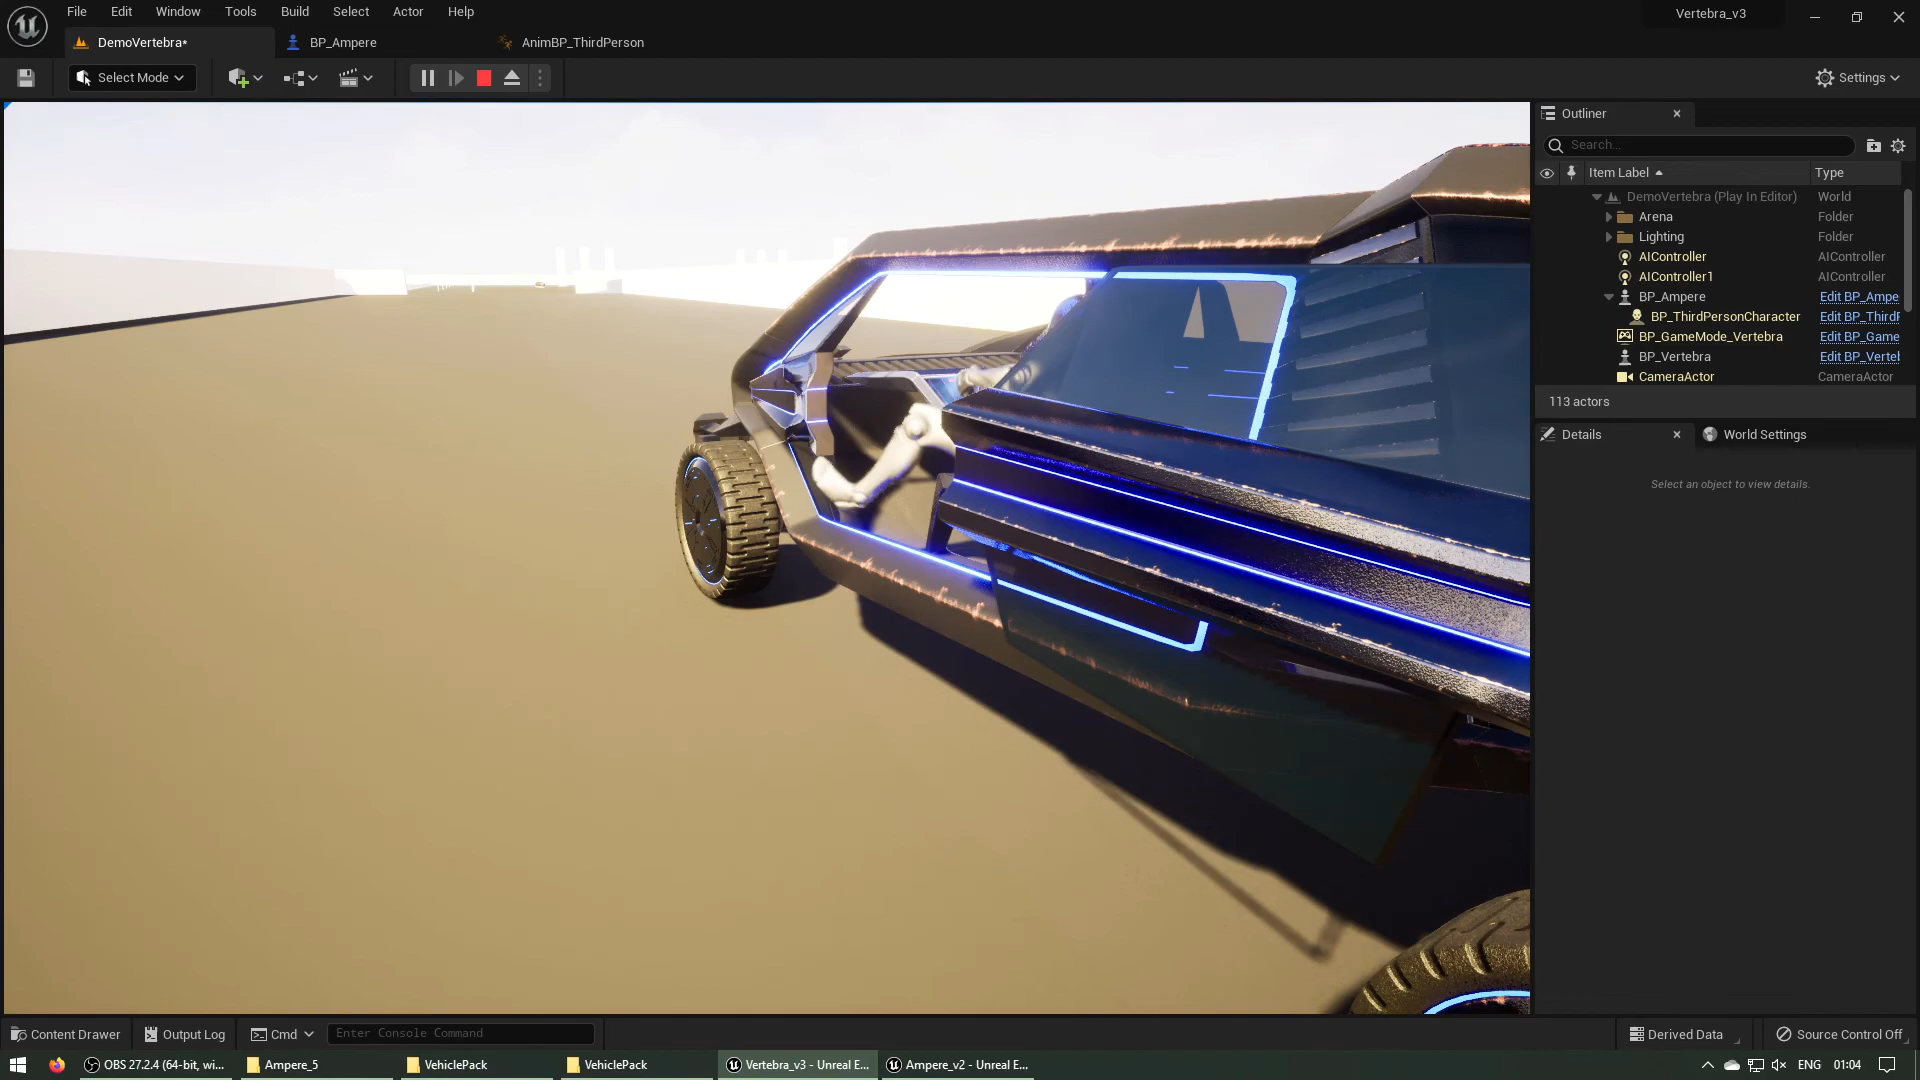 File Edit Window Tools Build Select Actor Help
Vertebra_v3
DemoVertebra*
BP_Ampere
AnimBP_ThirdPerson
Select Mode
Settings
Outliner
Search...
Item Label
Type
DemoVertebra (Play In Editor) World
Arena Folder
Lighting Folder
AIController AIController
AIController1 AIController
BP_Ampere Edit BP_Ampe
BP_ThirdPersonCharacter Edit BP_ThirdP
BP_GameMode_Vertebra Edit BP_Game
BP_Vertebra Edit BP_Verteb
CameraActor CameraActor
113 actors
Details
World Settings
Select an object to view details.
Content Drawer
Output Log
Cmd
Enter Console Command
Derived Data
Source Control Off
OBS 27.2.4 (64-bit, wi...
Ampere_5
VehiclePack
VehiclePack
Vertebra_v3 - Unreal E...
Ampere_v2 - Unreal E...
ENG
01:04